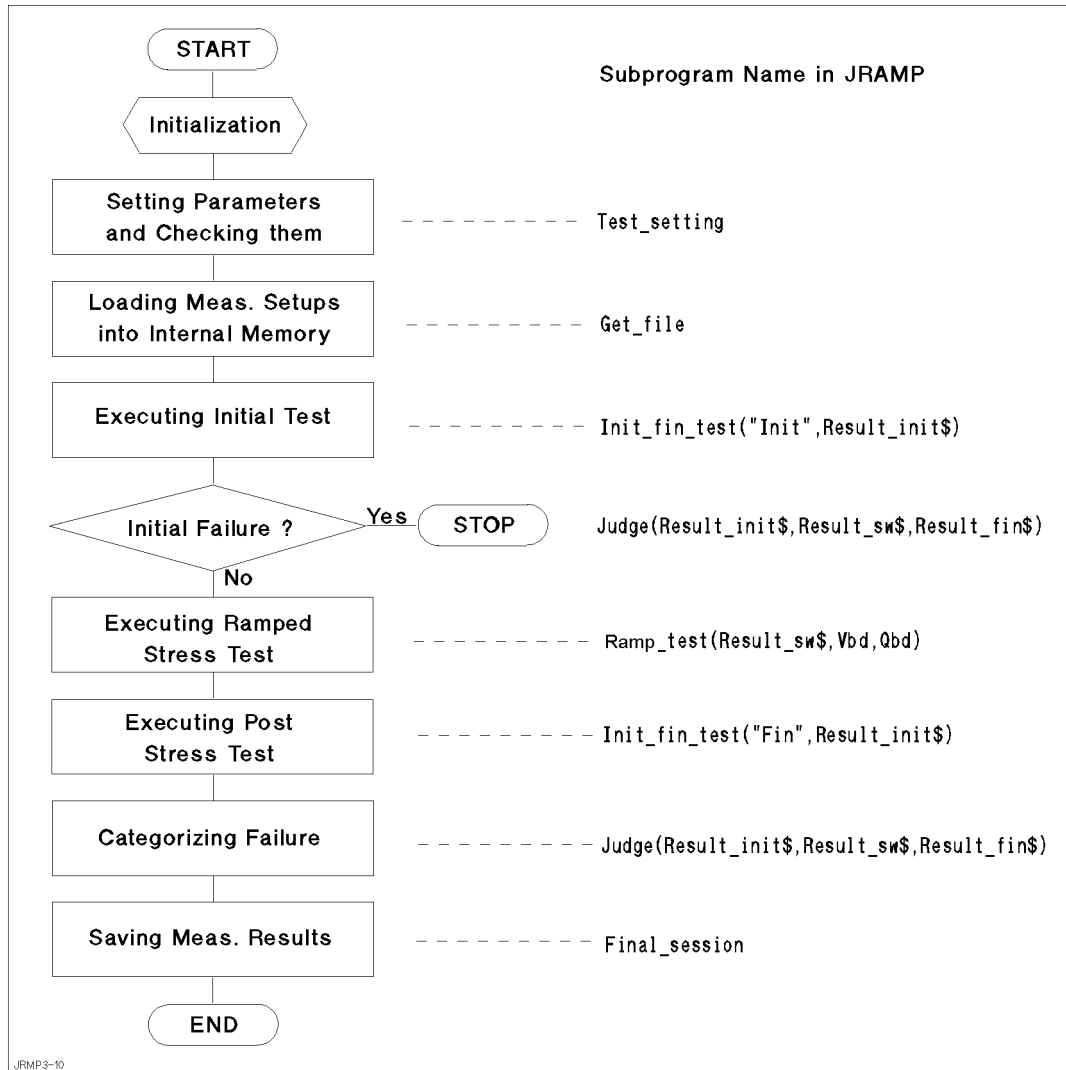 START
Subprogram Name in JRAMP
Initialization
Setting Parameters
and Checking them
Test_setting
Loading Meas. Setups
into Internal Memory
Get_file
Executing Initial Test
Init_fin_test("Init",Result_init$)
Initial Failure ?
Yes
STOP
Judge(Result_init$,Result_sw$,Result_fin$)
No
Executing Ramped
Stress Test
Ramp_test(Result_sw$,Vbd,Qbd)
Executing Post
Stress Test
Init_fin_test("Fin",Result_init$)
Categorizing Failure
Judge(Result_init$,Result_sw$,Result_fin$)
Saving Meas. Results
Final_session
END
JRMP3-10